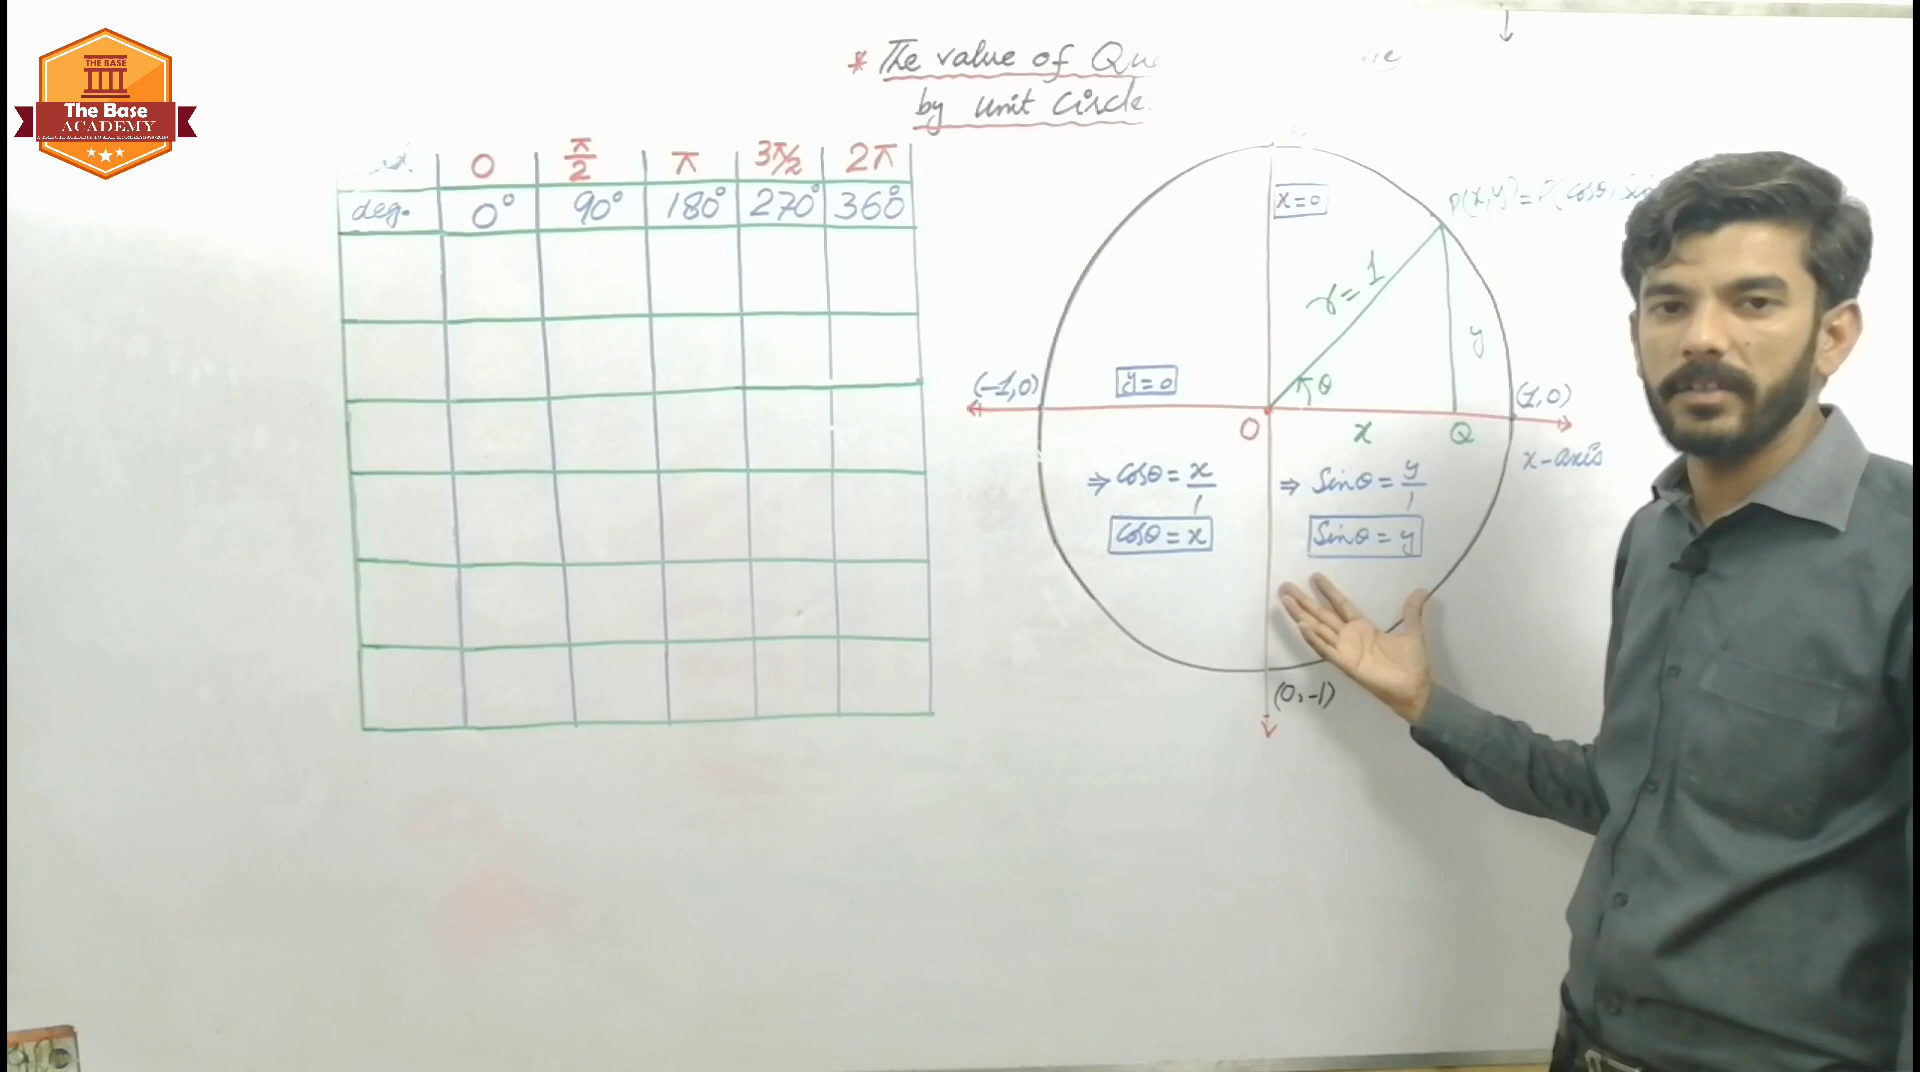 THE BASE
The Base
ACADEMY
* The value of
by unit Circle.
0 π/2 π 3π/2 2π
deg. 0° 90° 180° 270° 360°
x=0
P(x,y)=P(cosθ, Sin
r=1
y
(-1,0)
y=0
θ
(1,0)
O
x
Q
x-axis
⇒ Cosθ = x/1
⇒ Sinθ = y/1
Cosθ = x
Sinθ = y
(0,-1)